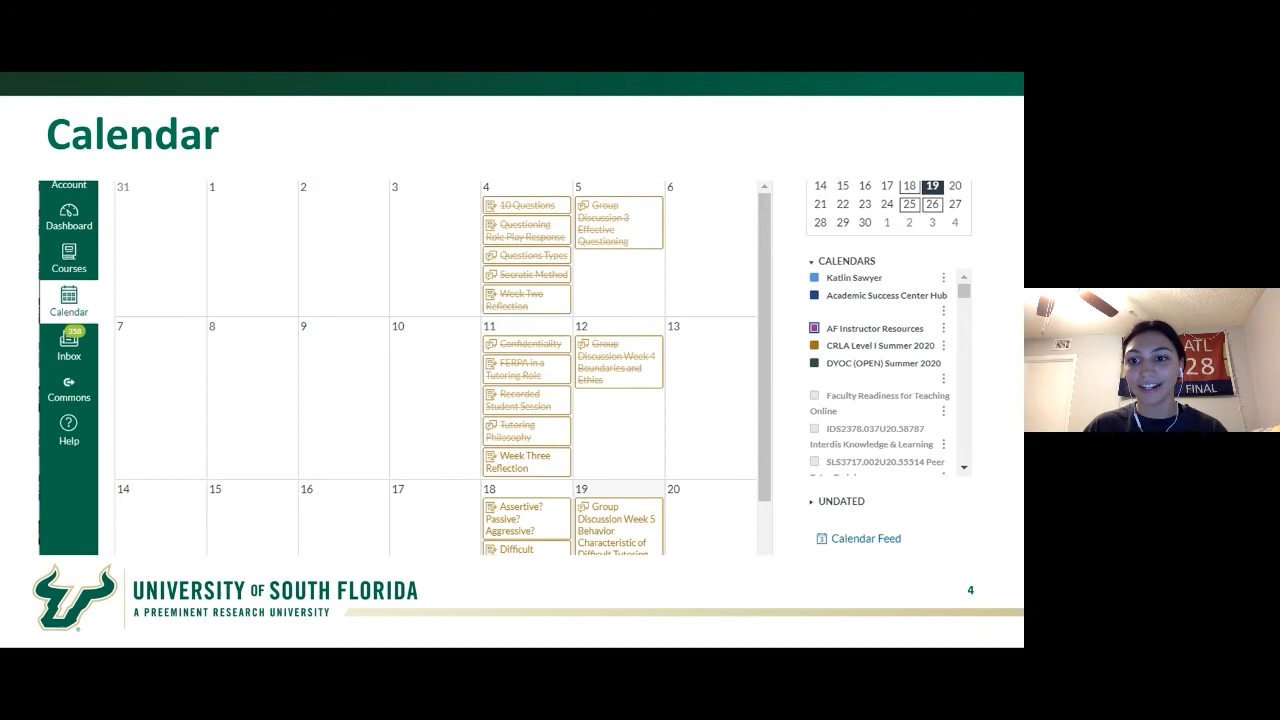 Calendar
Account
Dashboard
Courses
Calendar
358
Inbox
Commons
Help
31 1 2 3 4 5 6
10 Questions
Questioning
Role Play Response
Questions Types
Socratic Method
Week Two
Reflection
Group
Discussion 3
Effective
Questioning
7 8 9 10 11 12 13
Confidentiality
FERPA in a
Tutoring Role
Recorded
Student Session
Tutoring
Philosophy
Week Three
Reflection
Group
Discussion Week 4
Boundaries and
Ethics
14 15 16 17 18 19 20
Assertive?
Passive?
Aggressive?
Difficult
Group
Discussion Week 5
Behavior
Characteristic of
Difficult Tutoring
14 15 16 17 18 19 20
21 22 23 24 25 26 27
28 29 30 1 2 3 4
CALENDARS
Katlin Sawyer
Academic Success Center Hub
AF Instructor Resources
CRLA Level I Summer 2020
DYOC (OPEN) Summer 2020
Faculty Readiness for Teaching
Online
IDS2378.037U20.58787
Interdis Knowledge & Learning
SLS3717.002U20.55514 Peer
UNDATED
Calendar Feed
UNIVERSITY OF SOUTH FLORIDA
A PREEMINENT RESEARCH UNIVERSITY
4
ATL
28
FINAL